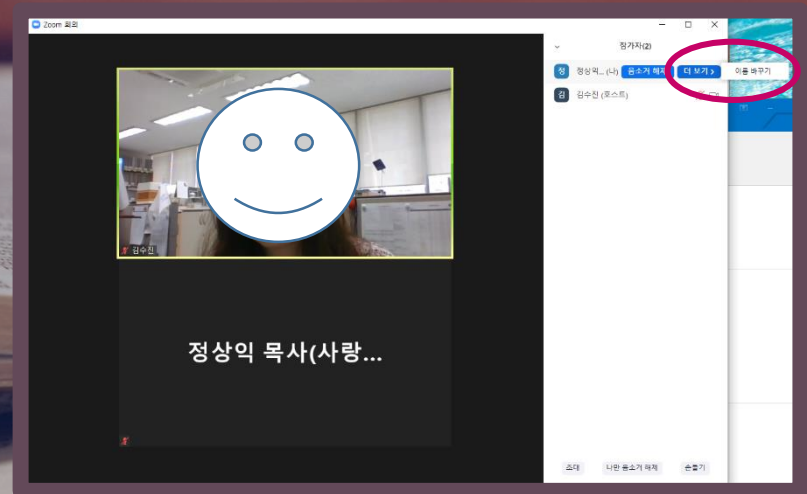 Zoom 회의
참가자(2)
정 정상익... (나) 음소거 해제 더 보기 > 이름 바꾸기
김 김수진 (호스트)
김수진
정상익 목사(사랑...
초대 나만 음소거 해제 손들기